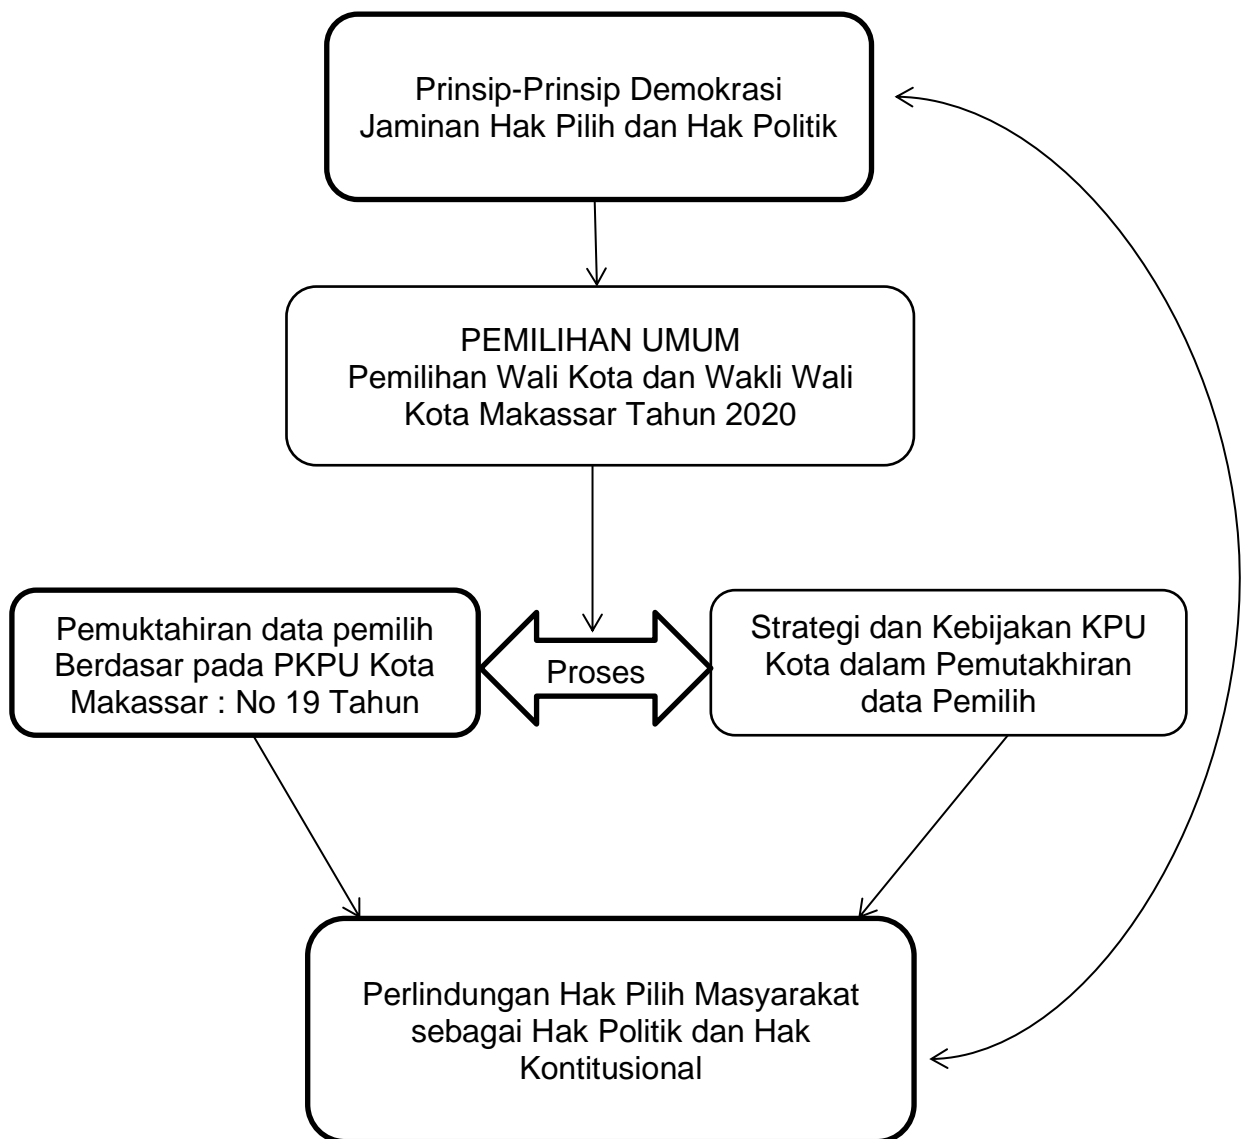 Prinsip-Prinsip Demokrasi
Jaminan Hak Pilih dan Hak Politik
PEMILIHAN UMUM
Pemilihan Wali Kota dan Wakli Wali
Kota Makassar Tahun 2020
Pemuktahiran data pemilih
Berdasar pada PKPU Kota
Makassar : No 19 Tahun
Proses
Strategi dan Kebijakan KPU
Kota dalam Pemutakhiran
data Pemilih
Perlindungan Hak Pilih Masyarakat
sebagai Hak Politik dan Hak
Kontitusional